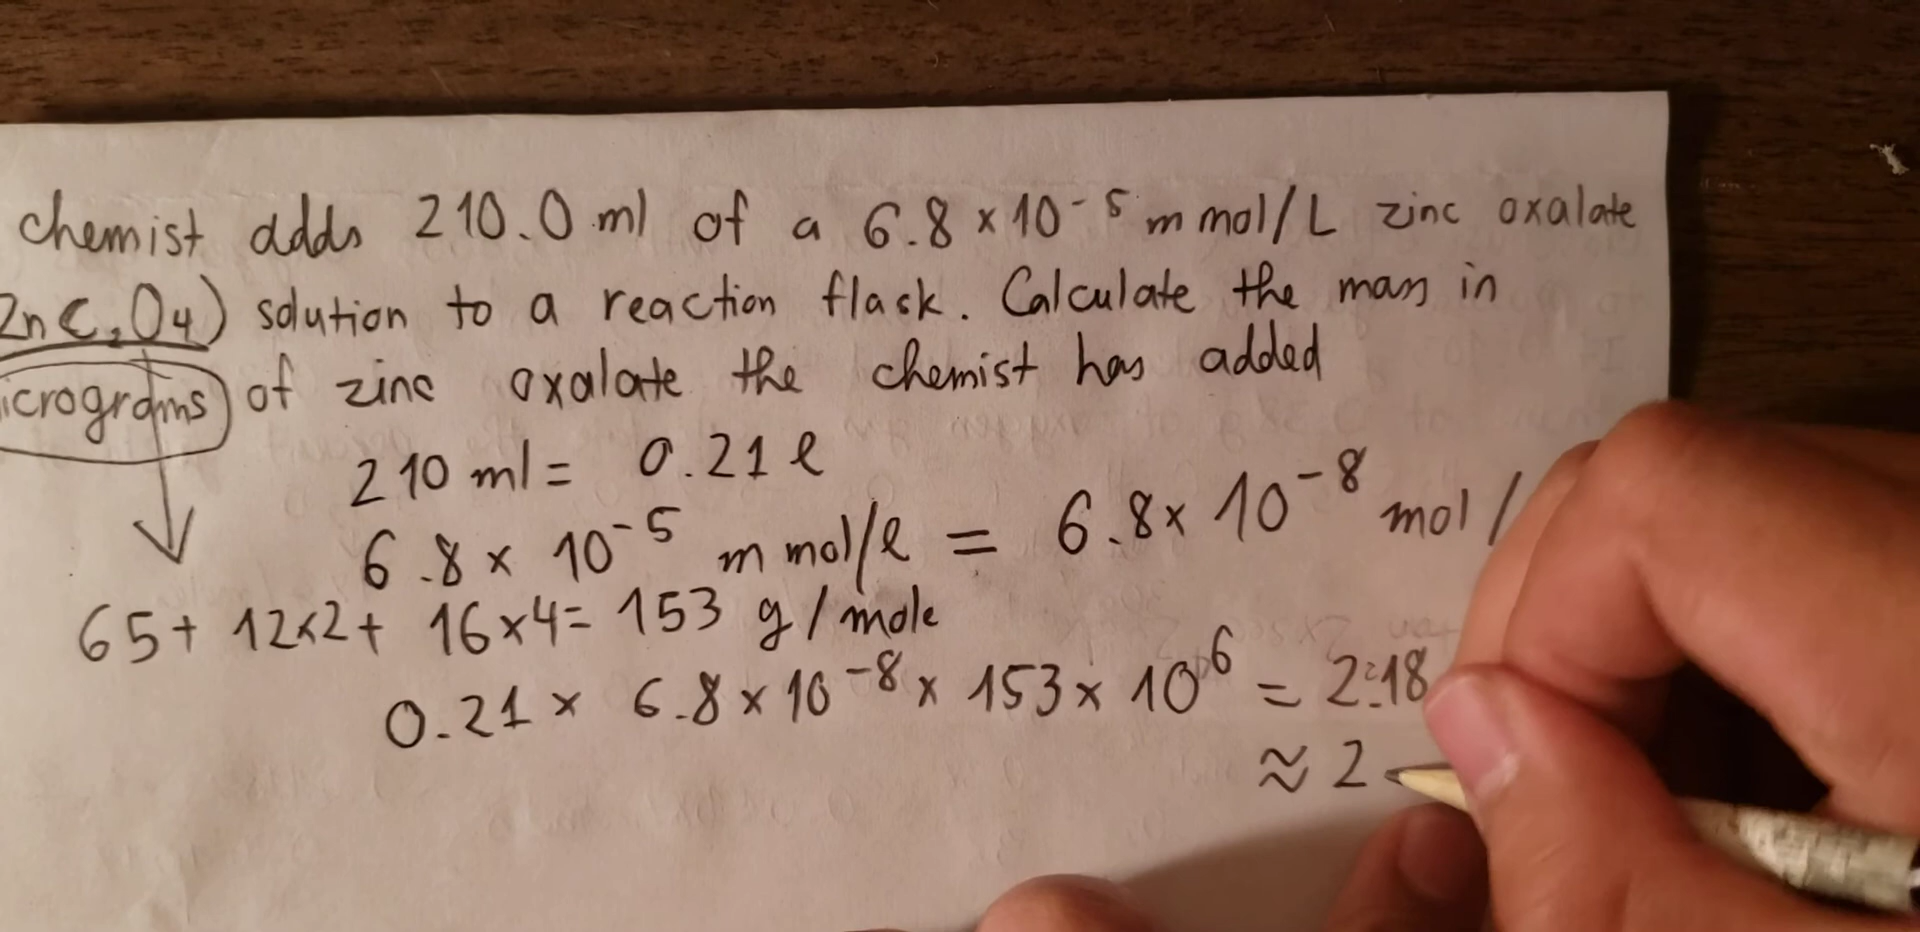 chemist adds 210.0 ml of a 6.8 × 10⁻⁵ m mol/L zinc oxalate
ZnC₂O₄) solution to a reaction flask. Calculate the mass in
icrograms of zinc oxalate the chemist has added
210 ml = 0.21 l
6.8 × 10⁻⁵ m mol/l = 6.8 × 10⁻⁸ mol /
65 + 12×2 + 16×4 = 153 g / mole
0.21 × 6.8 × 10⁻⁸ × 153 × 10⁶ = 2.18
≈ 2